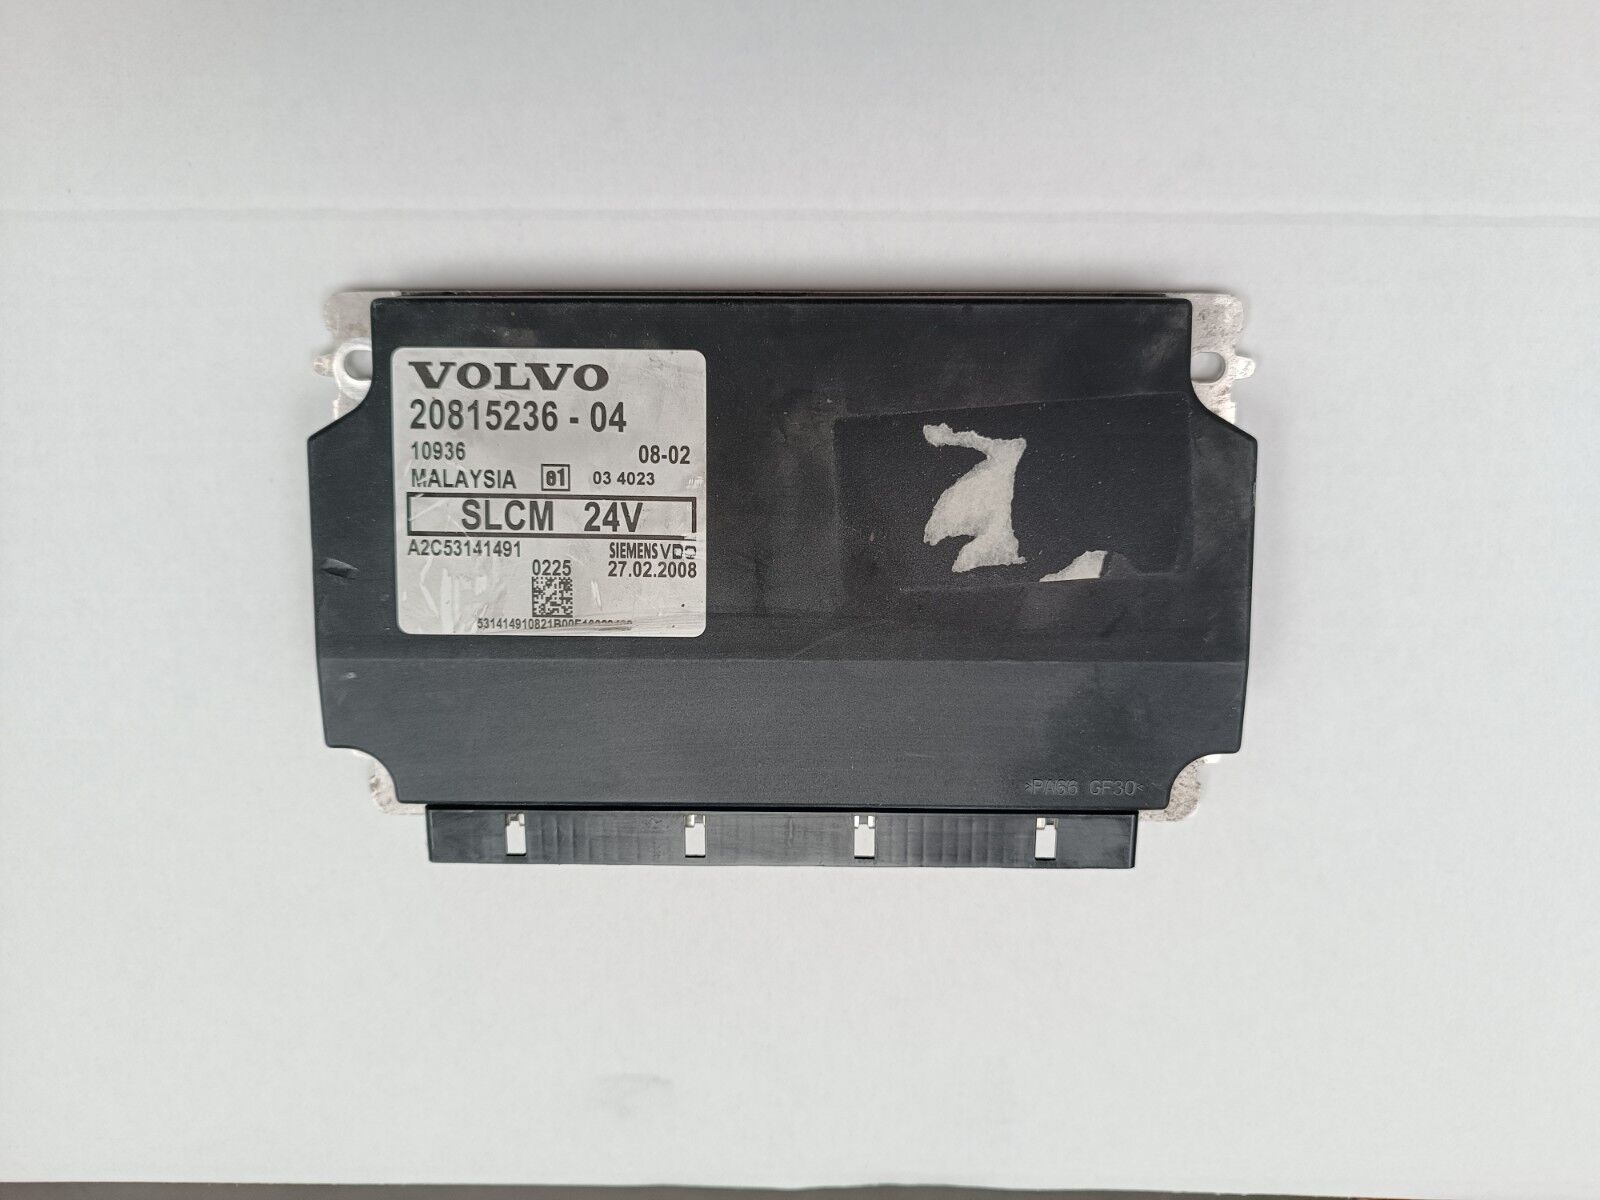 VOLVO
20815236 - 04
10936 08-02
MALAYSIA e1 03 4023
SLCM 24V
A2C53141491 SIEMENS VDO
0225 27.02.2008
>PA66 GF30<